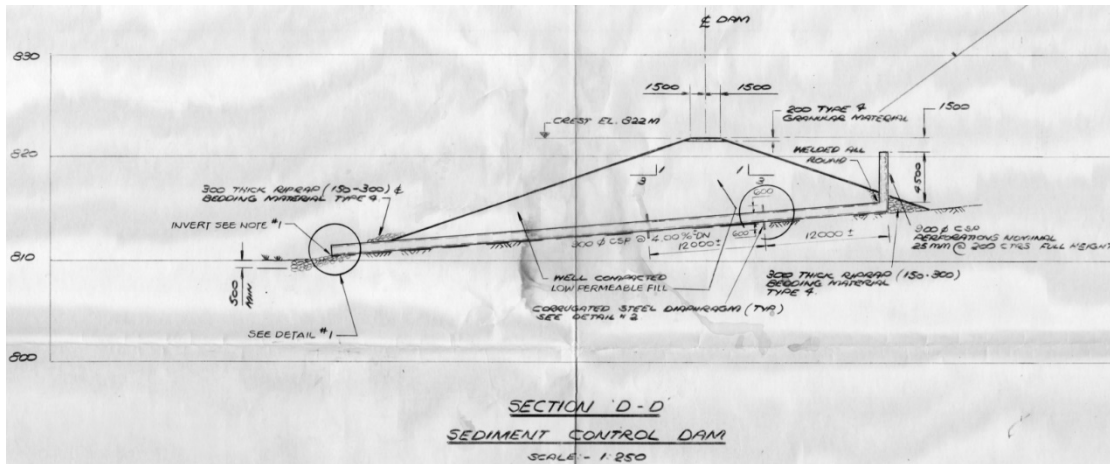 ℄ DAM
830
1500
1500
200 TYPE 4
GRANULAR MATERIAL
1500
CREST EL. 822M
820
WELDED ALL
ROUND
1
3
1
3
4500
300 THICK RIPRAP (150-300) &
BEDDING MATERIAL TYPE 4.
600
INVERT SEE NOTE #1
900 ⌀ CSP @ 4.00% DN
600
12000±
12000 ±
900 ⌀ CSP
PERFORATIONS NOMINAL
25MM @ 200 CTRS FULL HEIGHT
810
500
MIN
WELL COMPACTED
LOW PERMEABLE FILL
300 THICK RIPRAP (150-300)
BEDDING MATERIAL
TYPE 4.
CORRUGATED STEEL DIAPHRAGM (TYP)
SEE DETAIL #2
SEE DETAIL #1
800
SECTION D-D
SEDIMENT CONTROL DAM
SCALE:- 1:250